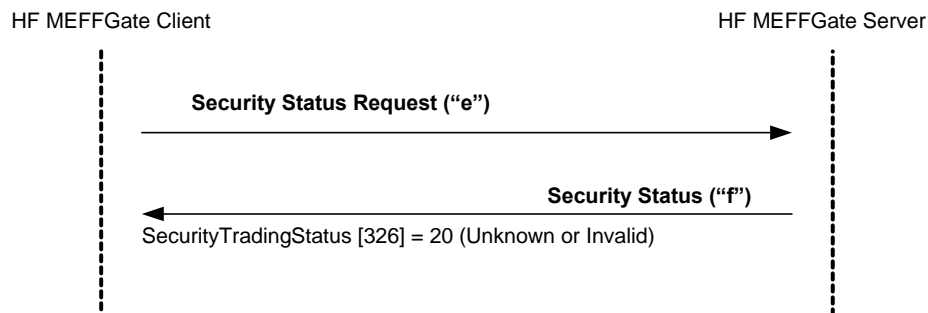 HF MEFFGate Client
HF MEFFGate Server
Security Status Request (“e”)
Security Status (“f”)
SecurityTradingStatus [326] = 20 (Unknown or Invalid)